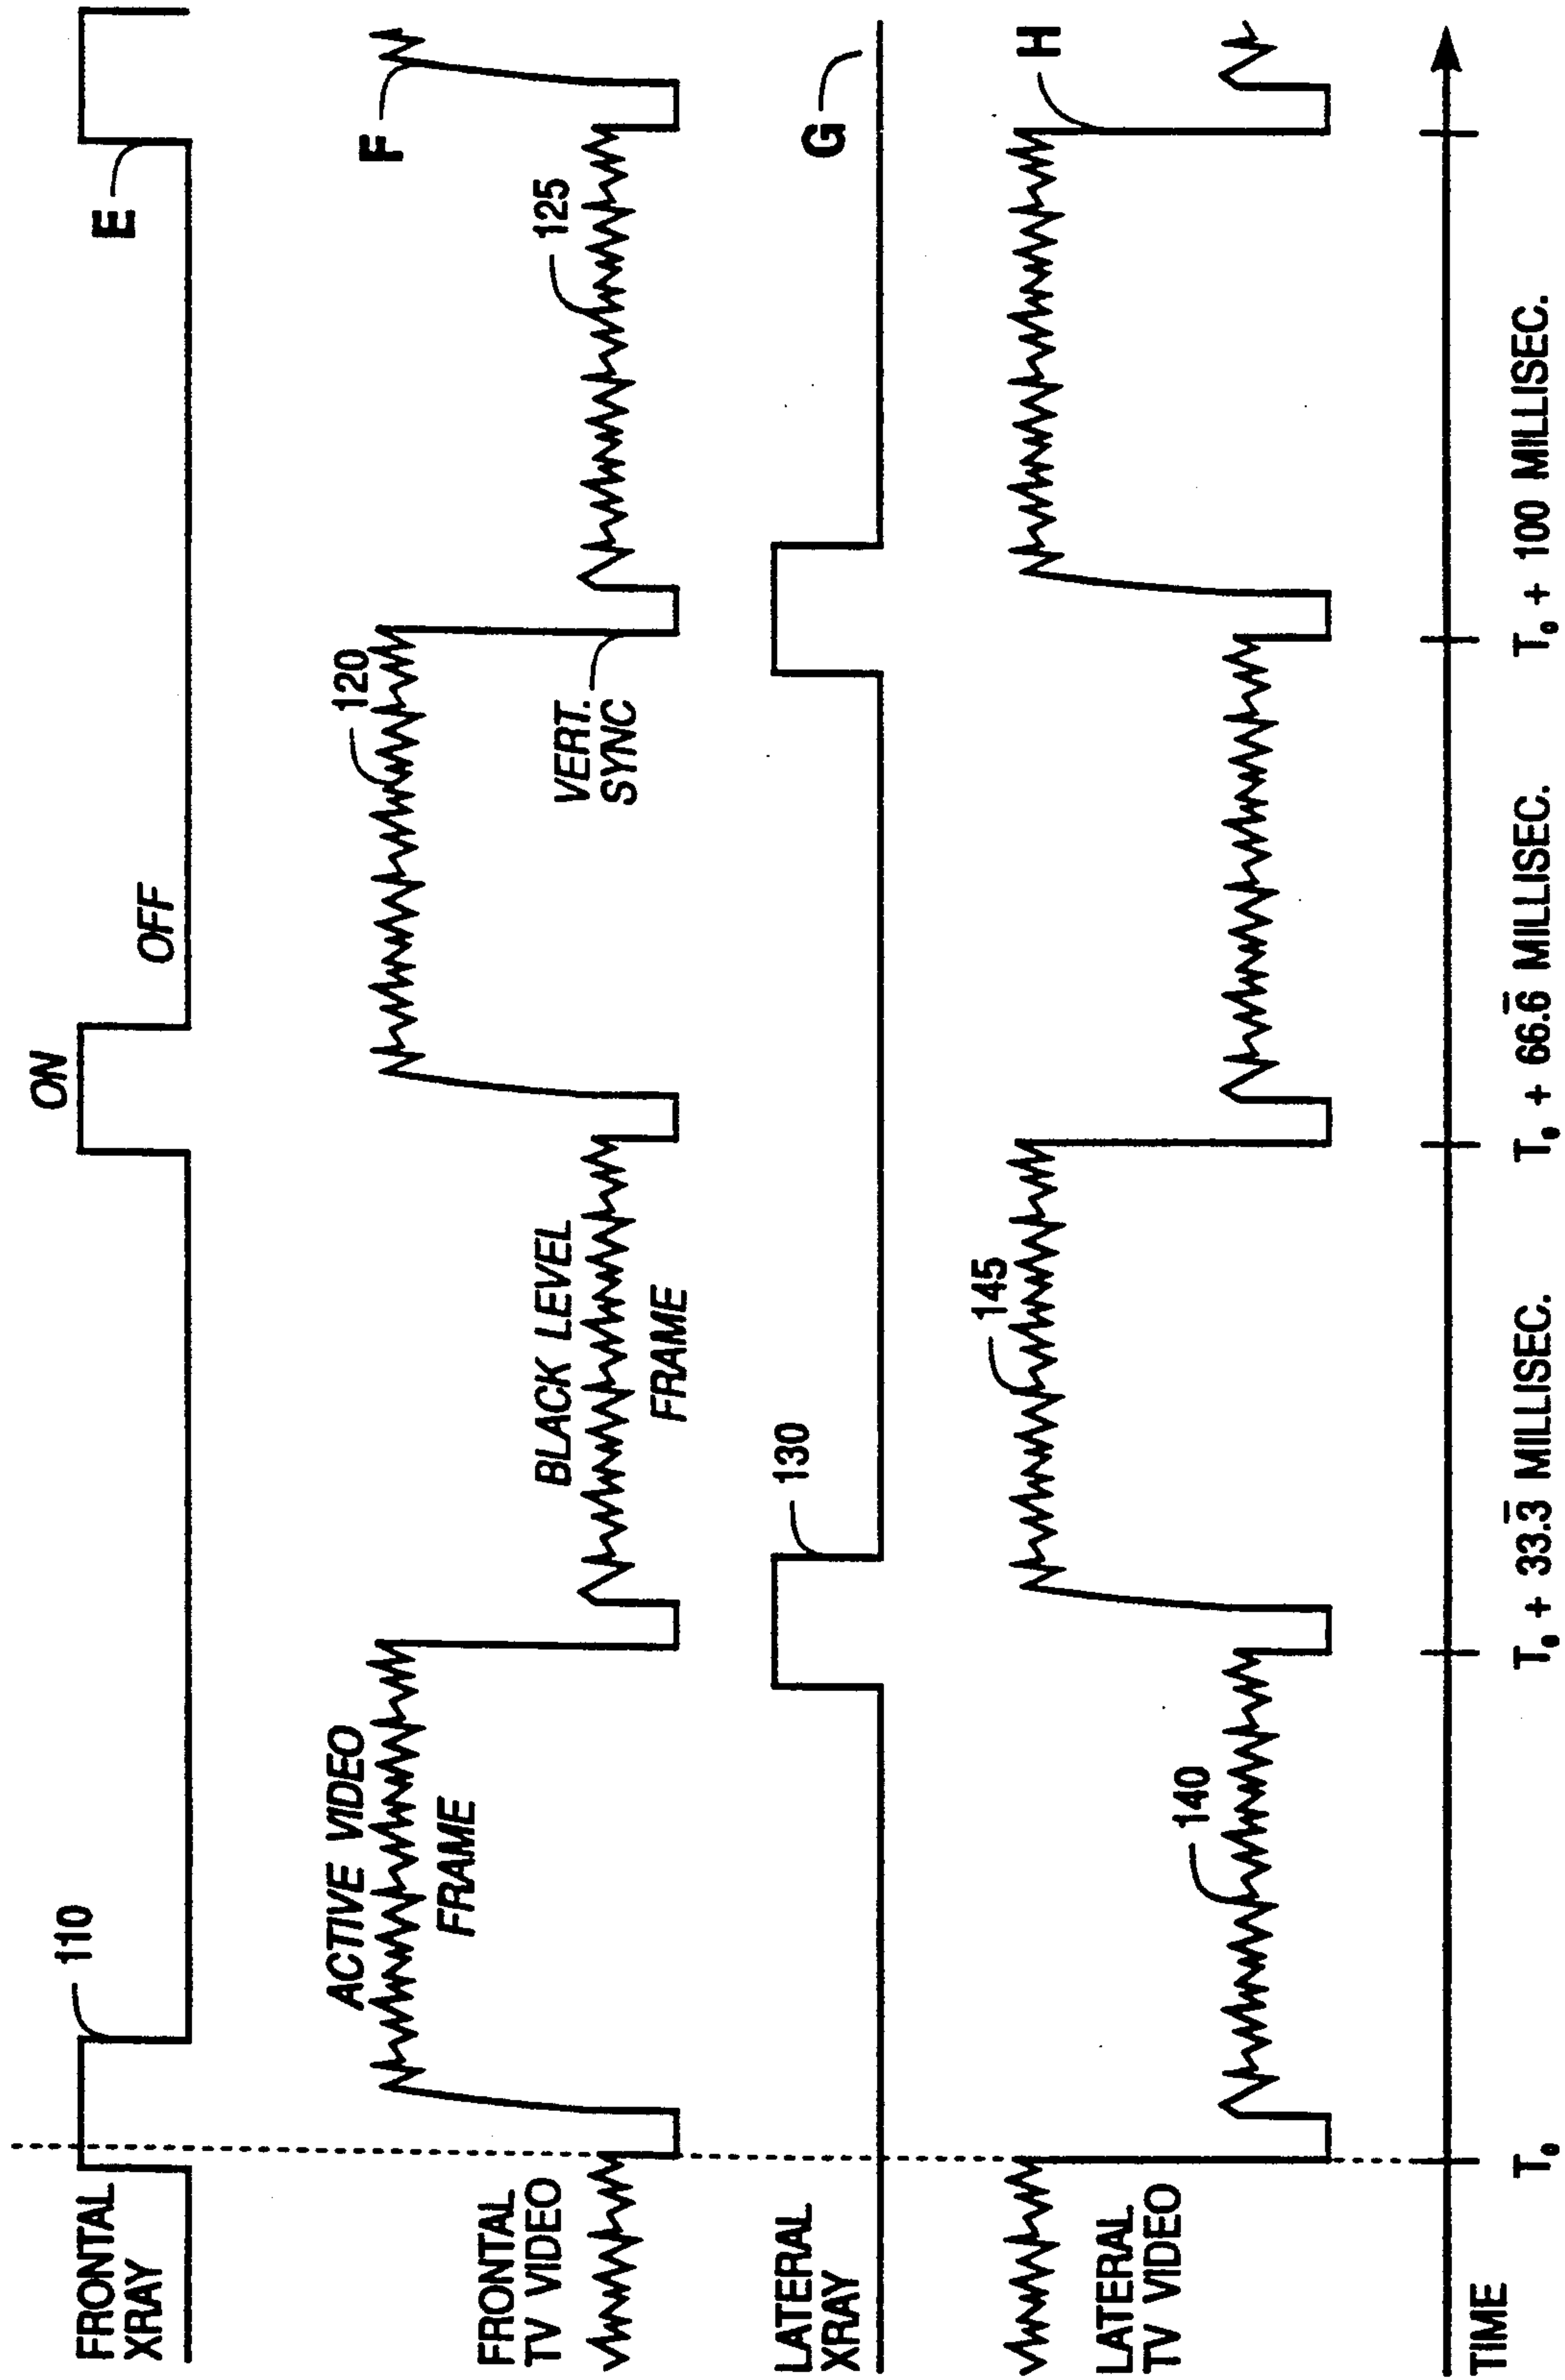 FRONTAL
XRAY
110
ON
OFF
E
FRONTAL
TV VIDEO
ACTIVE VIDEO
FRAME
BLACK LEVEL
FRAME
120
VERT.
SYNC
125
F
LATERAL
XRAY
130
G
LATERAL
TV VIDEO
140
145
H
TIME
T₀
T₀ + 33.3̅ MILLISEC.
T₀ + 66.6̅ MILLISEC.
T₀ + 100 MILLISEC.